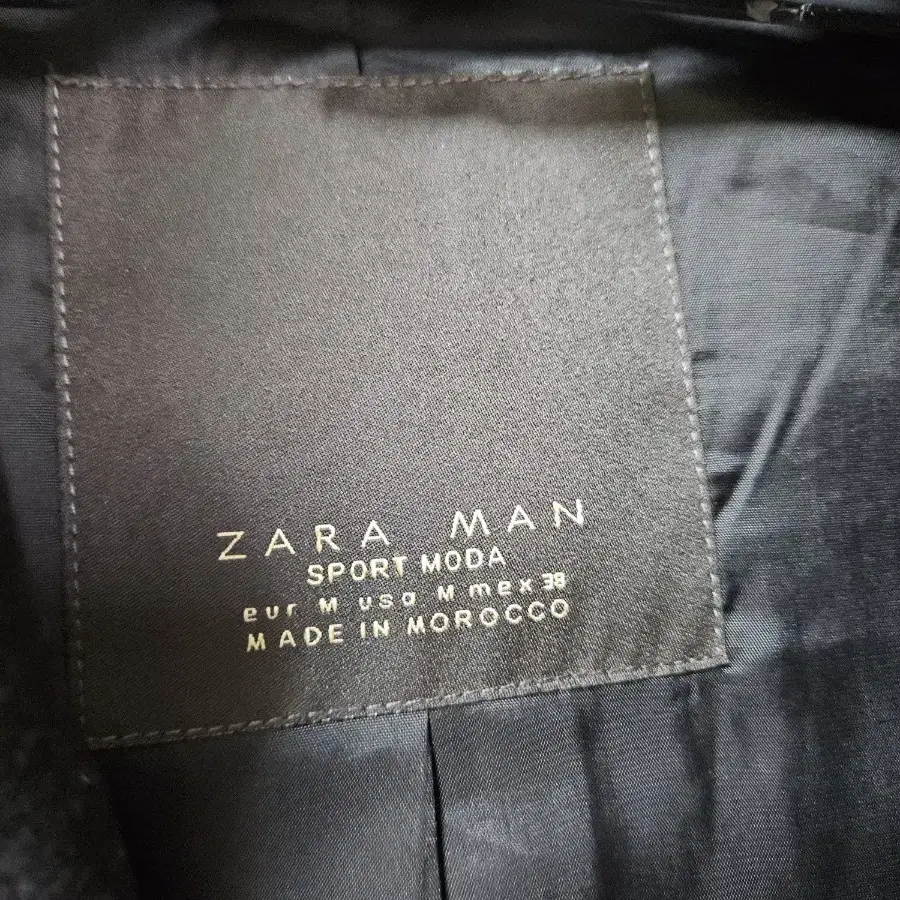 ZARA MAN
SPORT MODA
eur M usa M mex 38
MADE IN MOROCCO